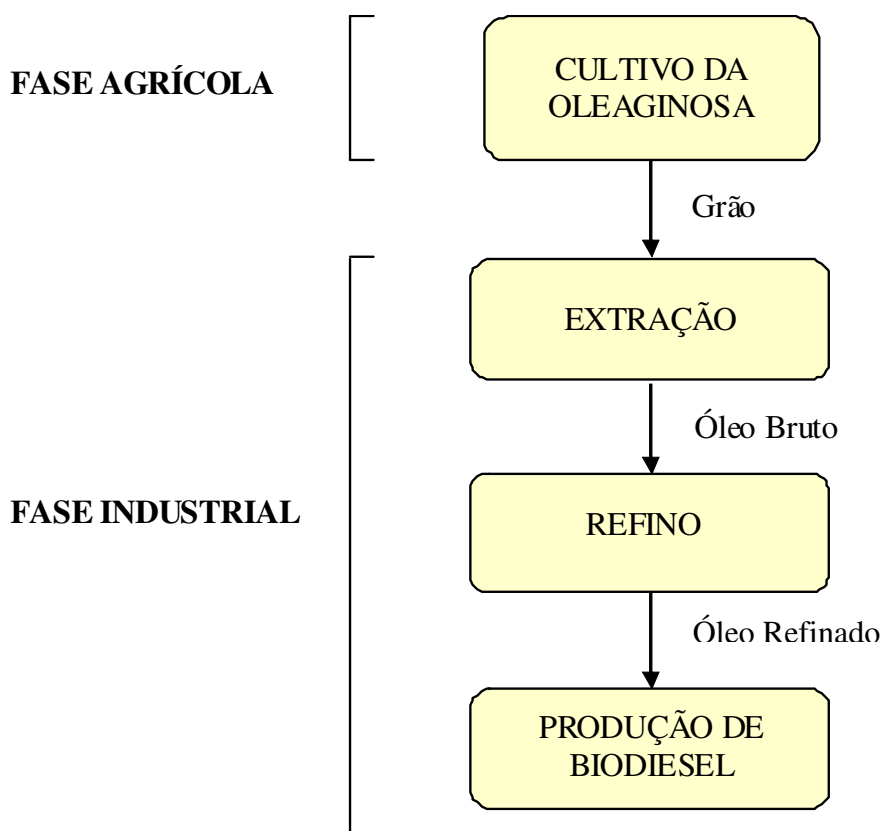 FASE AGRÍCOLA
CULTIVO DA
OLEAGINOSA
Grão
EXTRAÇÃO
Óleo Bruto
FASE INDUSTRIAL
REFINO
Óleo Refinado
PRODUÇÃO DE
BIODIESEL